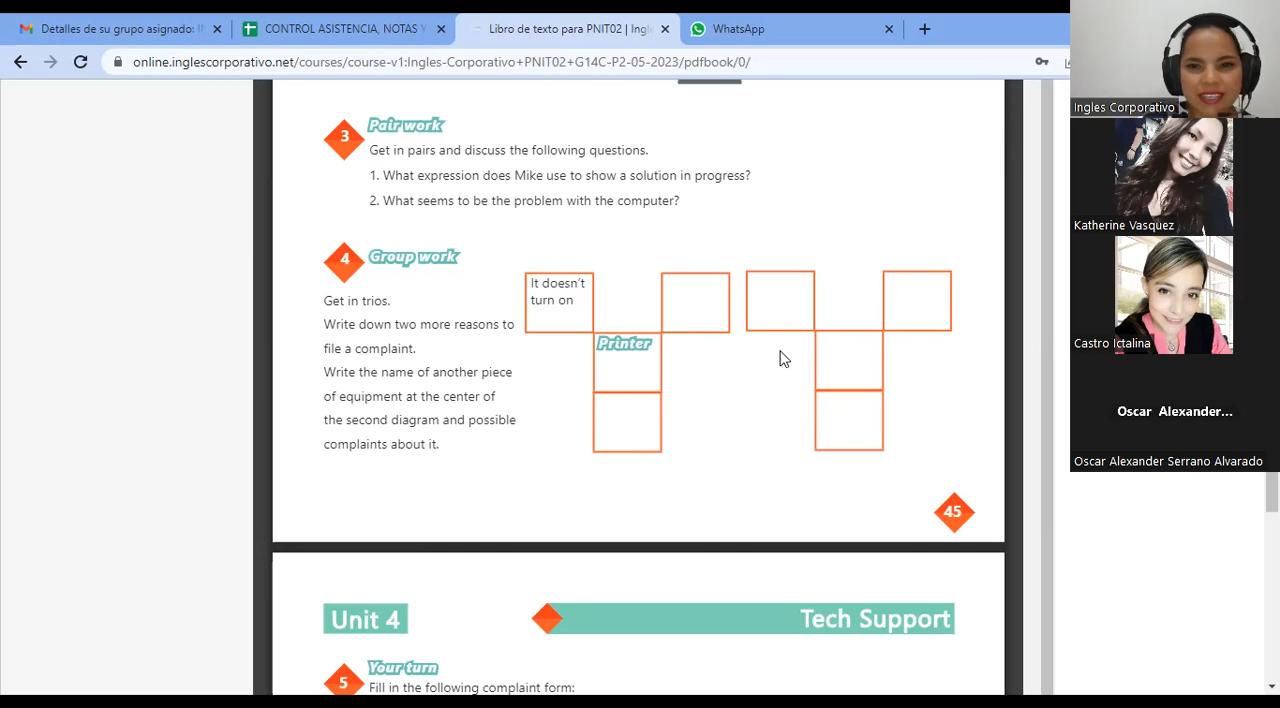 Detalles de su grupo asignado: I
CONTROL ASISTENCIA, NOTAS Y
Libro de texto para PNIT02 | Ingl
WhatsApp
online.inglescorporativo.net/courses/course-v1:Ingles-Corporativo+PNIT02+G14C-P2-05-2023/pdfbook/0/
3
Pair work
Get in pairs and discuss the following questions.
1. What expression does Mike use to show a solution in progress?
2. What seems to be the problem with the computer?
4
Group work
Get in trios.
Write down two more reasons to
file a complaint.
Write the name of another piece
of equipment at the center of
the second diagram and possible
complaints about it.
It doesn't
turn on
Printer
45
Unit 4
Tech Support
5
Your turn
Fill in the following complaint form:
Ingles Corporativo
Katherine Vasquez
Castro Ictalina
Oscar Alexander...
Oscar Alexander Serrano Alvarado